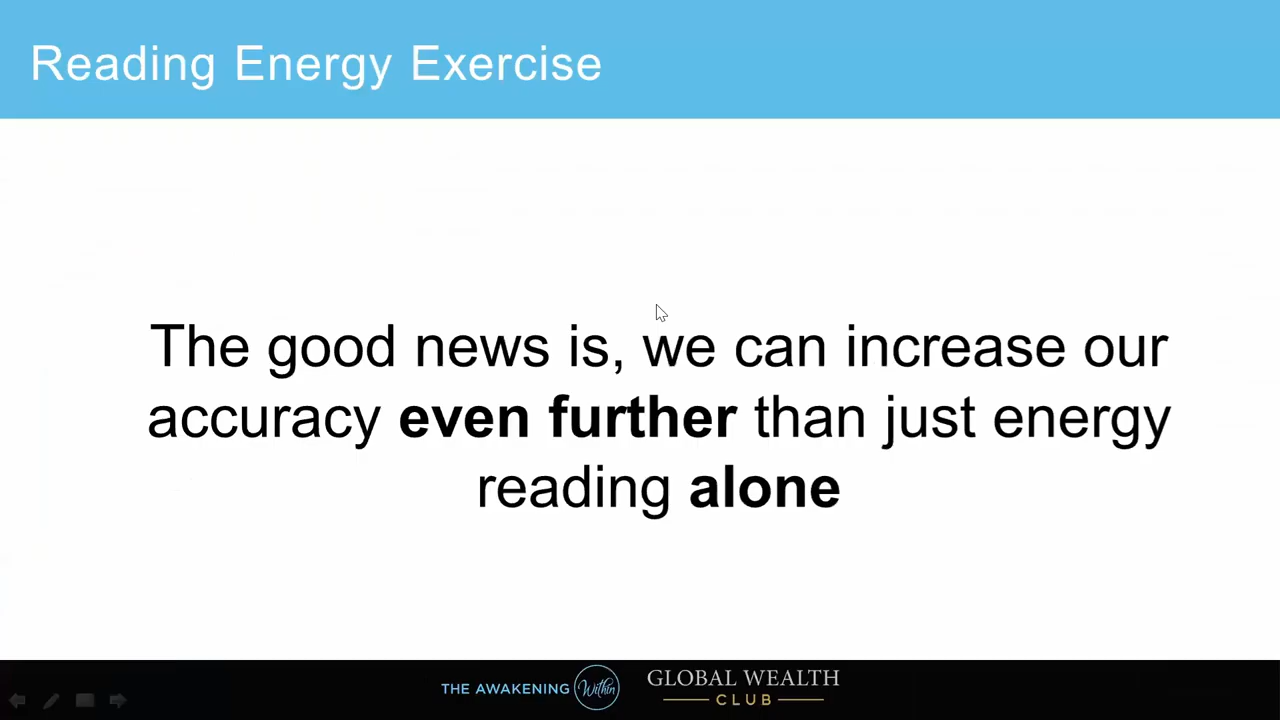 Reading Energy Exercise
The good news is, we can increase our
accuracy even further than just energy
reading alone
THE AWAKENING Within
GLOBAL WEALTH
CLUB